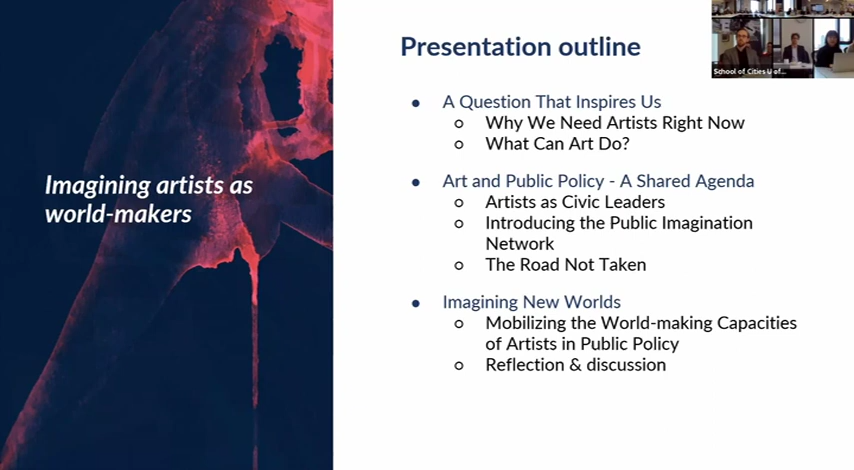 Imagining artists as
world-makers
Presentation outline
● A Question That Inspires Us
○ Why We Need Artists Right Now
○ What Can Art Do?
● Art and Public Policy - A Shared Agenda
○ Artists as Civic Leaders
○ Introducing the Public Imagination
Network
○ The Road Not Taken
● Imagining New Worlds
○ Mobilizing the World-making Capacities
of Artists in Public Policy
○ Reflection & discussion
School of Cities U of...